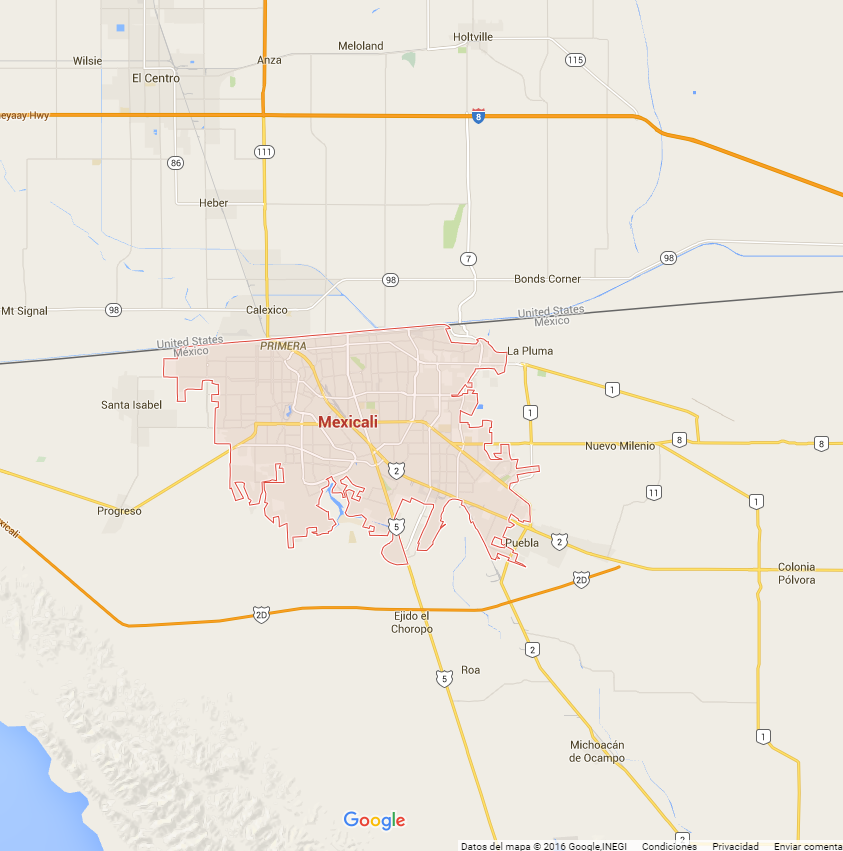 Holtville
Meloland
115
Wilsie
Anza
El Centro
8
eyaay Hwy
111
86
Heber
7
98
98
Bonds Corner
98
Mt Signal
Calexico
United States
México
United States
México
PRIMERA
La Pluma
1
Santa Isabel
1
Mexicali
8
8
Nuevo Milenio
2
11
1
Progreso
5
xicali
Puebla
2
Colonia
Pólvora
2D
2D
Ejido el
Choropo
2
Roa
5
1
Michoacán
de Ocampo
Google
2
Datos del mapa © 2016 Google,INEGI Condiciones Privacidad Enviar comenta